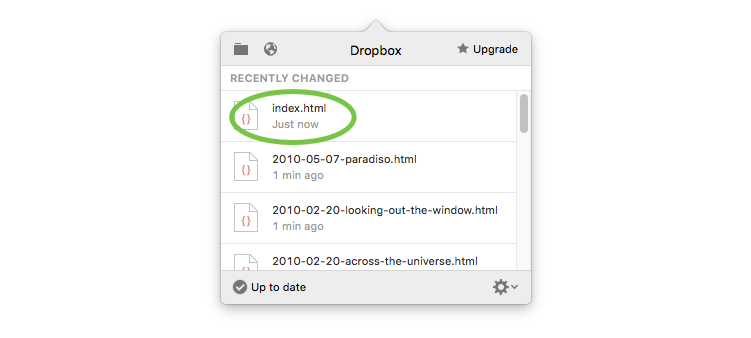 Dropbox
Upgrade
RECENTLY CHANGED
index.html
Just now
2010-05-07-paradiso.html
1 min ago
2010-02-20-looking-out-the-window.html
1 min ago
2010-02-20-across-the-universe.html
Up to date